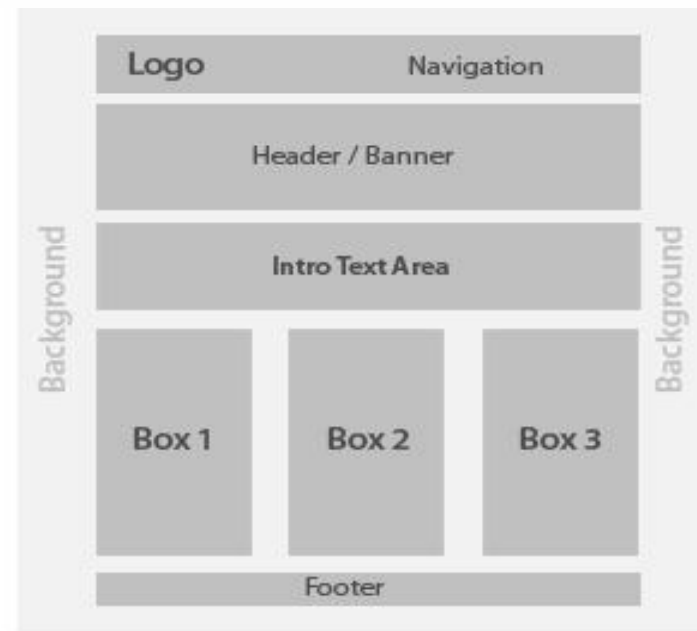 Logo
Navigation
Header / Banner
Background
Intro Text Area
Background
Box 1
Box 2
Box 3
Footer